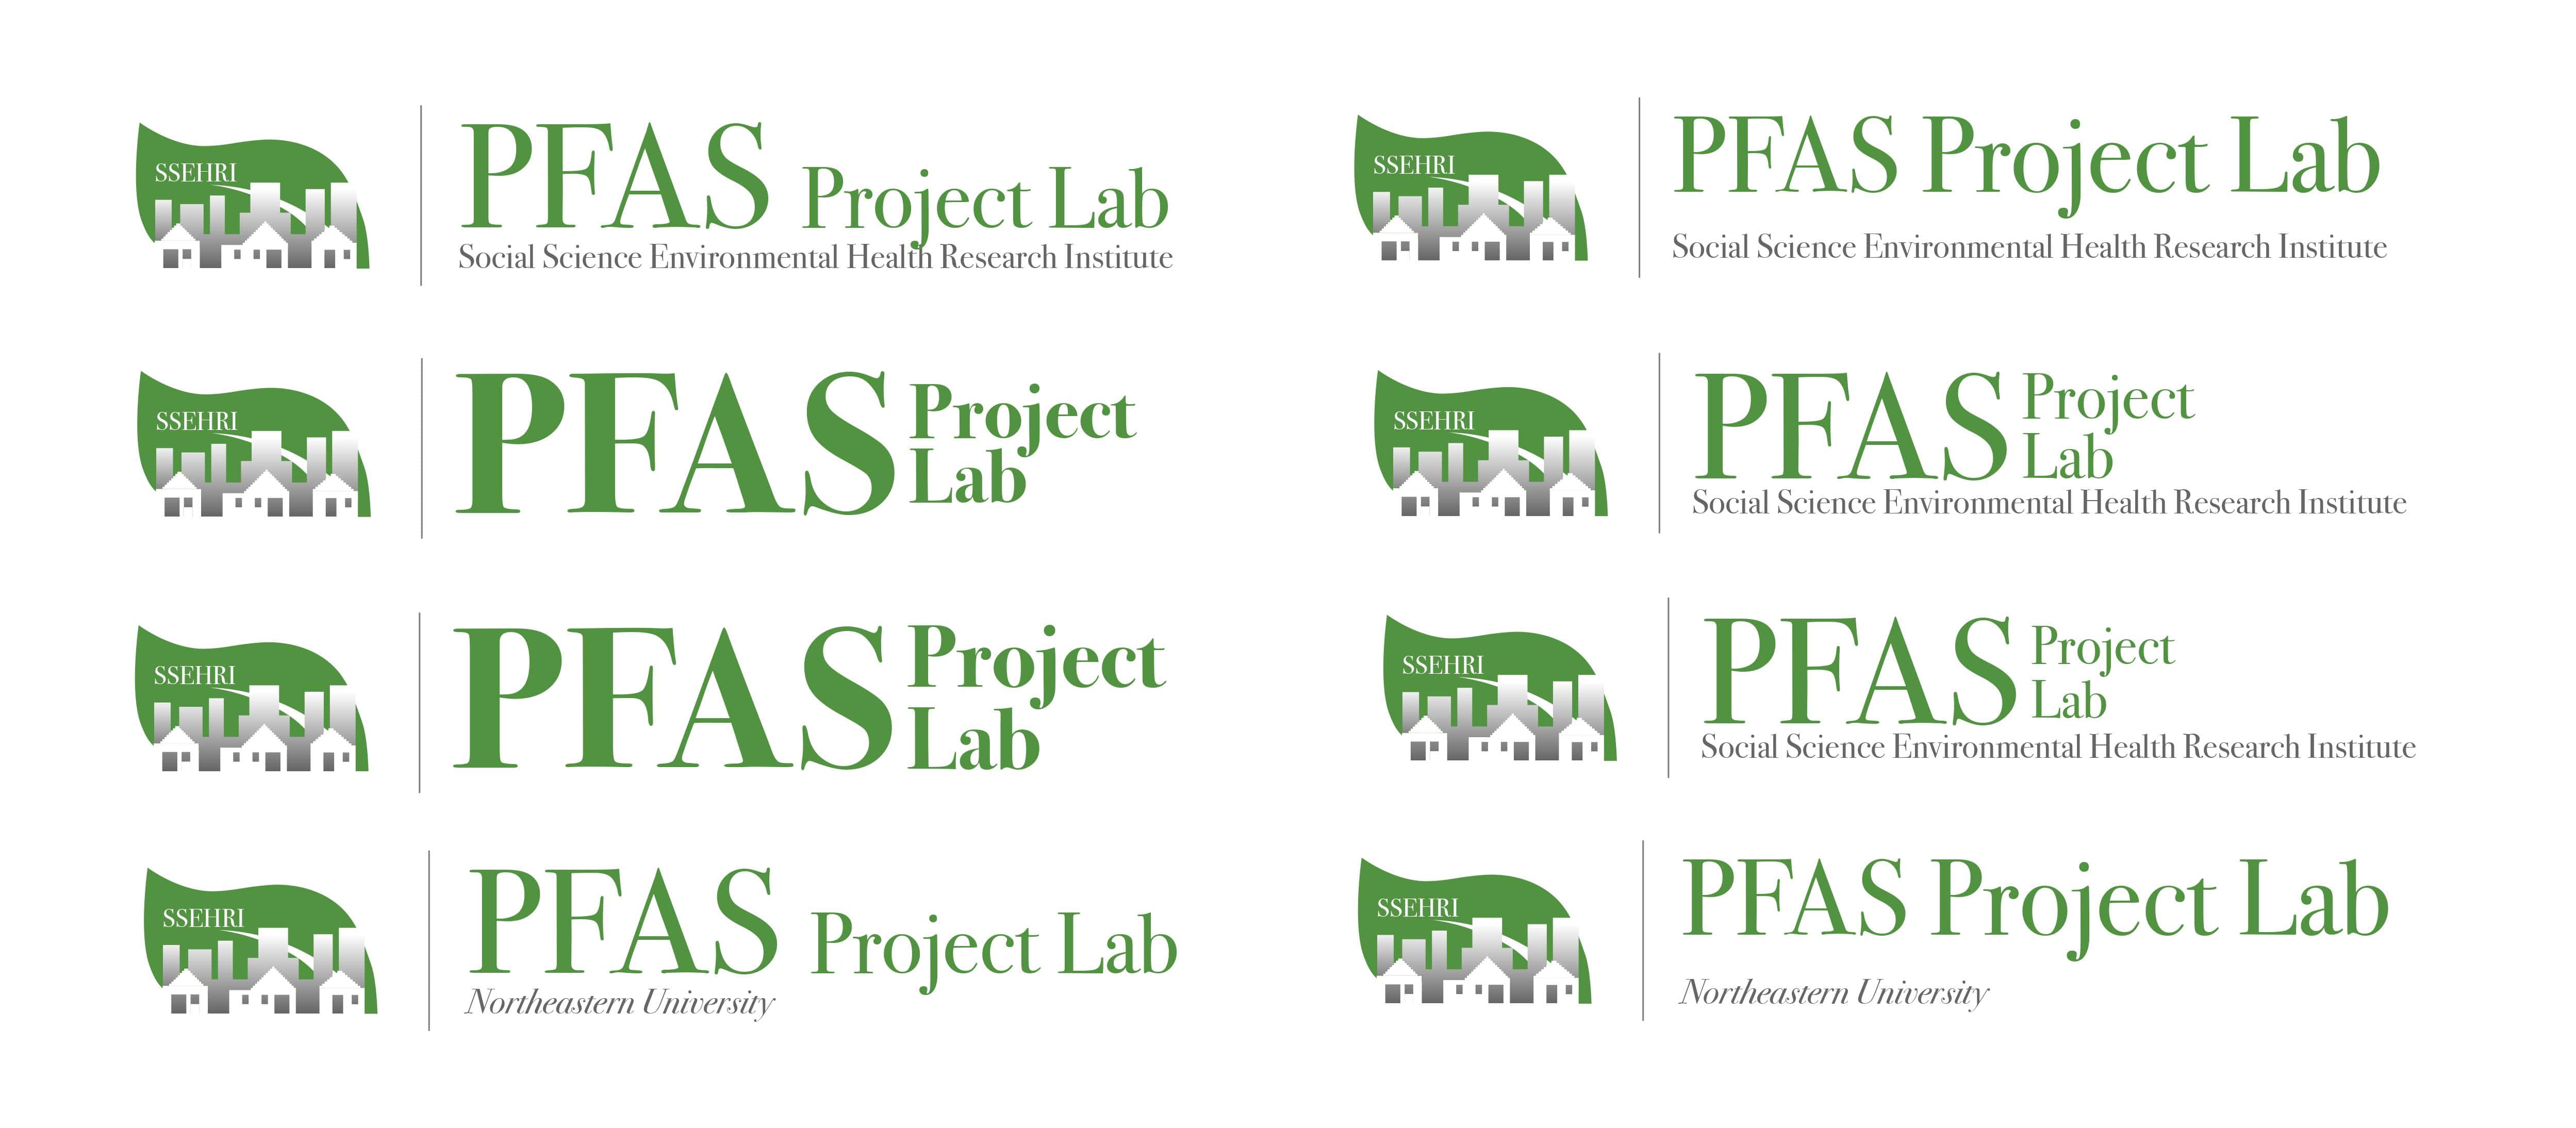 SSEHRI
PFAS Project Lab
Social Science Environmental Health Research Institute
SSEHRI
PFAS Project Lab
Social Science Environmental Health Research Institute
SSEHRI
PFAS Project
Lab
SSEHRI
PFAS Project
Lab
Social Science Environmental Health Research Institute
SSEHRI
PFAS Project
Lab
SSEHRI
PFAS Project
Lab
Social Science Environmental Health Research Institute
SSEHRI
PFAS Project Lab
Northeastern University
SSEHRI
PFAS Project Lab
Northeastern University